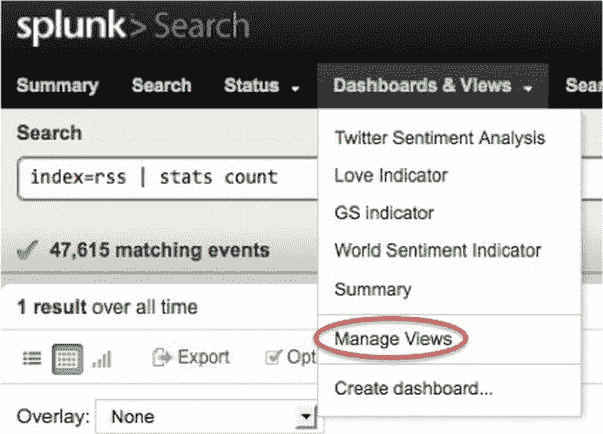 splunk> Search
Summary Search Status Dashboards & Views Sear
Search
index=rss | stats count
47,615 matching events
1 result over all time
Export Opt
Overlay: None
Twitter Sentiment Analysis
Love Indicator
GS indicator
World Sentiment Indicator
Summary
Manage Views
Create dashboard...